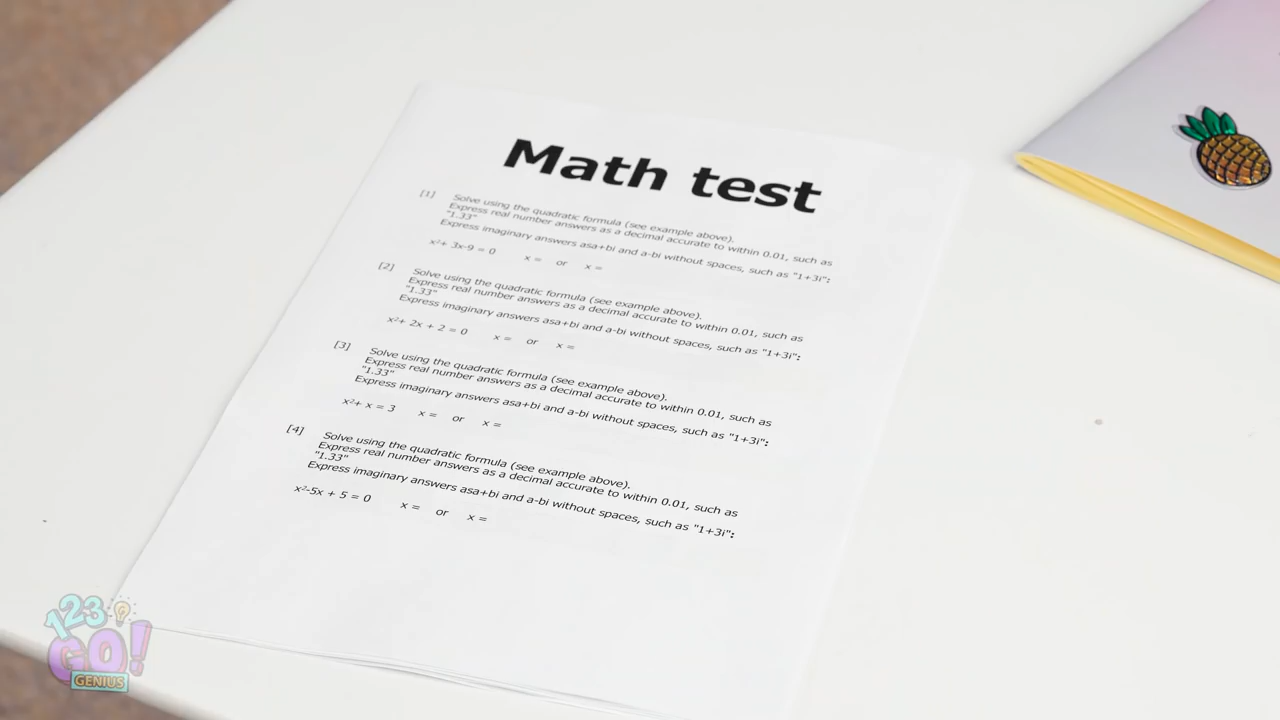 Math test
[1] Solve using the quadratic formula (see example above).
Express real number answers as a decimal accurate to within 0.01, such as
"1.33"
Express imaginary answers asa+bi and a-bi without spaces, such as "1+3i":
x²+ 3x-9 = 0 x = or x =
[2] Solve using the quadratic formula (see example above).
Express real number answers as a decimal accurate to within 0.01, such as
"1.33"
Express imaginary answers asa+bi and a-bi without spaces, such as "1+3i":
x²+ 2x + 2 = 0 x = or x =
[3] Solve using the quadratic formula (see example above).
Express real number answers as a decimal accurate to within 0.01, such as
"1.33"
Express imaginary answers asa+bi and a-bi without spaces, such as "1+3i":
x²+ x = 3 x = or x =
[4] Solve using the quadratic formula (see example above).
Express real number answers as a decimal accurate to within 0.01, such as
"1.33"
Express imaginary answers asa+bi and a-bi without spaces, such as "1+3i":
x²-5x + 5 = 0 x = or x =
123
GO!
GENIUS